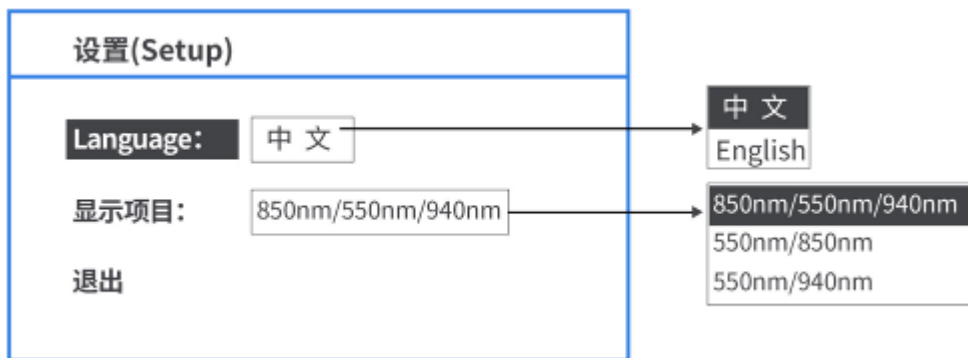 设置(Setup)
Language： 中 文
中 文
English
显示项目： 850nm/550nm/940nm
850nm/550nm/940nm
550nm/850nm
550nm/940nm
退出